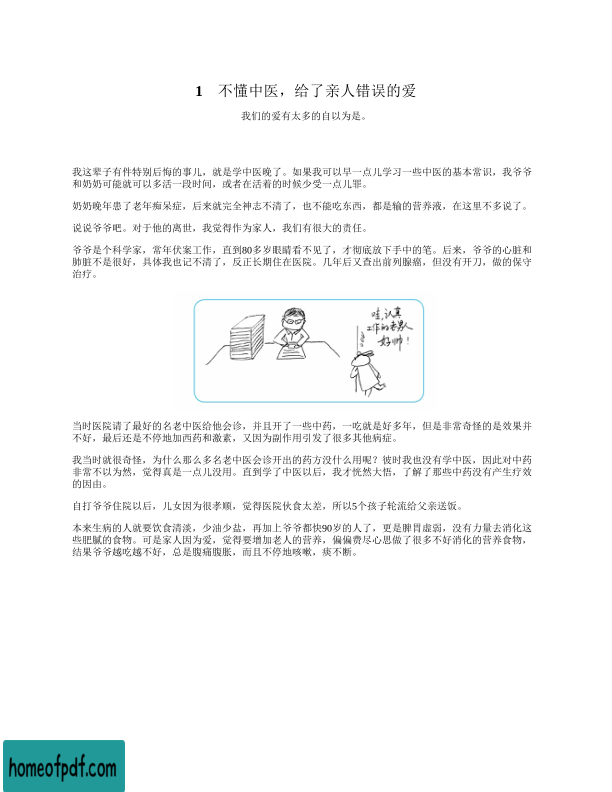 1 不懂中医，给了亲人错误的爱
我们的爱有太多的自以为是。
我这辈子有件特别后悔的事儿，就是学中医晚了。如果我可以早一点儿学习一些中医的基本常识，我爷爷
和奶奶可能就可以多活一段时间，或者在活着的时候少受一点儿罪。
奶奶晚年患了老年痴呆症，后来就完全神志不清了，也不能吃东西，都是输的营养液，在这里不多说了。
说说爷爷吧。对于他的离世，我觉得作为家人，我们有很大的责任。
爷爷是个科学家，常年伏案工作，直到80多岁眼睛看不见了，才彻底放下手中的笔。后来，爷爷的心脏和
肺脏不是很好，具体我也记不清了，反正长期住在医院。几年后又查出前列腺癌，但没有开刀，做的保守
治疗。
哇，认真
工作的老男人
好帅！
当时医院请了最好的名老中医给他会诊，并且开了一些中药，一吃就是好多年，但是非常奇怪的是效果并
不好，最后还是不停地加西药和激素，又因为副作用引发了很多其他病症。
我当时就很奇怪，为什么那么多名老中医会诊开出的药方没什么用呢？彼时我也没有学中医，因此对中药
非常不以为然，觉得真是一点儿没用。直到学了中医以后，我才恍然大悟，了解了那些中药没有产生疗效
的因由。
自打爷爷住院以后，儿女因为很孝顺，觉得医院伙食太差，所以5个孩子轮流给父亲送饭。
本来生病的人就要饮食清淡，少油少盐，再加上爷爷都快90岁的人了，更是脾胃虚弱，没有力量去消化这
些肥腻的食物。可是家人因为爱，觉得要增加老人的营养，偏偏费尽心思做了很多不好消化的营养食物，
结果爷爷越吃越不好，总是腹痛腹胀，而且不停地咳嗽，痰不断。
homeofpdf.com